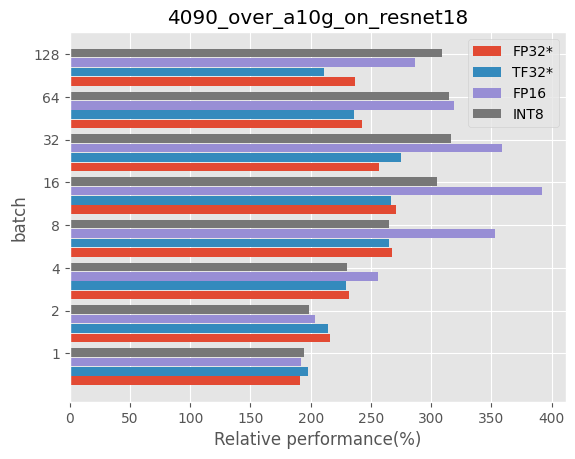 4090_over_a10g_on_resnet18
FP32*
TF32*
FP16
INT8
128
64
32
16
8
4
2
1
batch
0 50 100 150 200 250 300 350 400
Relative performance(%)